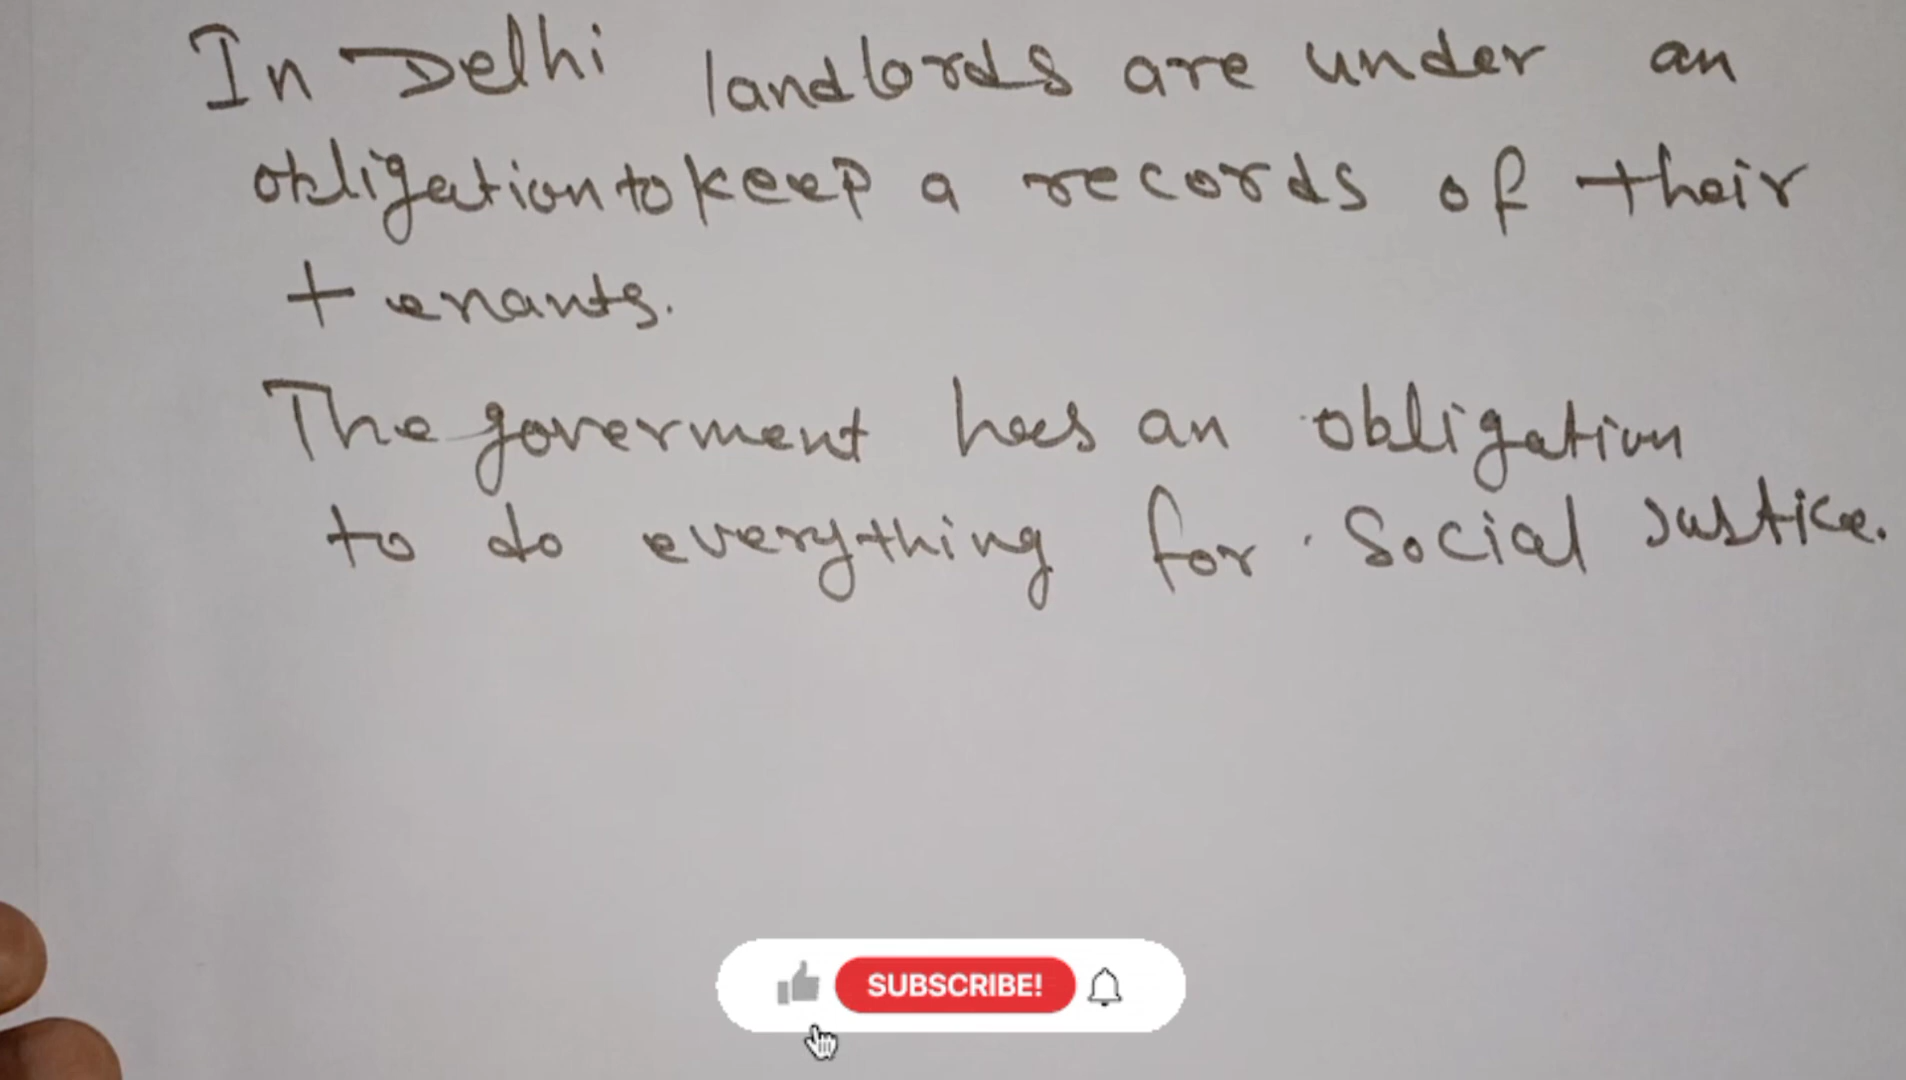 In Delhi landlords are under an
obligation to keep a records of their
tenants.
The goverment has an obligation
to do everything for social justice.
SUBSCRIBE!